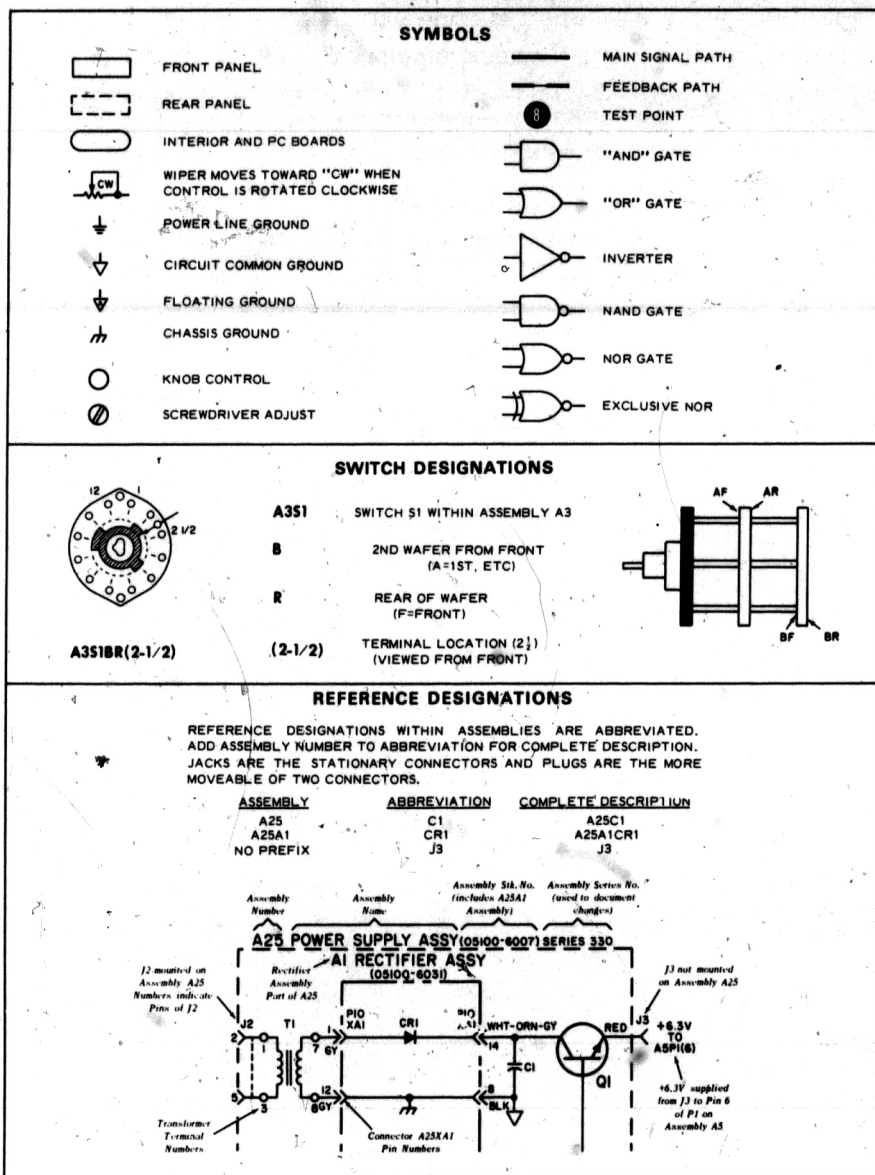 SYMBOLS
FRONT PANEL
REAR PANEL
INTERIOR AND PC BOARDS
CW
WIPER MOVES TOWARD "CW" WHEN
CONTROL IS ROTATED CLOCKWISE
POWER LINE GROUND
CIRCUIT COMMON GROUND
FLOATING GROUND
CHASSIS GROUND
KNOB CONTROL
SCREWDRIVER ADJUST
MAIN SIGNAL PATH
FEEDBACK PATH
8 TEST POINT
"AND" GATE
"OR" GATE
INVERTER
NAND GATE
NOR GATE
EXCLUSIVE NOR
SWITCH DESIGNATIONS
12 1
2 1/2
A3S1BR(2-1/2)
A3S1 SWITCH S1 WITHIN ASSEMBLY A3
B 2ND WAFER FROM FRONT
(A=1ST, ETC)
R REAR OF WAFER
(F=FRONT)
(2-1/2) TERMINAL LOCATION (2½)
(VIEWED FROM FRONT)
AF AR
BF BR
REFERENCE DESIGNATIONS
REFERENCE DESIGNATIONS WITHIN ASSEMBLIES ARE ABBREVIATED.
ADD ASSEMBLY NUMBER TO ABBREVIATION FOR COMPLETE DESCRIPTION.
JACKS ARE THE STATIONARY CONNECTORS AND PLUGS ARE THE MORE
MOVEABLE OF TWO CONNECTORS.
ASSEMBLY ABBREVIATION COMPLETE DESCRIPTION
A25 C1 A25C1
A25A1 CR1 A25A1CR1
NO PREFIX J3 J3
Assembly
Number
Assembly
Name
Assembly Stk. No.
(includes A25A1
Assembly)
Assembly Series No.
(used to document
changes)
A25 POWER SUPPLY ASSY (05100-6007) SERIES 330
A1 RECTIFIER ASSY
(05100-6031)
J2 mounted on
Assembly A25
Numbers indicate
Pins of J2
Rectifier
Assembly
Part of A25
J3 not mounted
on Assembly A25
J2 T1 P/O
XA1 CR1 P/O
XA1 WHT-ORN-GY RED J3
2 1 7 1 GY 14
+6.3V
TO
A5P1(6)
C1 Q1
5 3 8 GY 12 8 BLK
+6.3V supplied
from J3 to Pin 6
of P1 on
Assembly A5
Transformer
Terminal
Numbers
Connector A25XA1
Pin Numbers